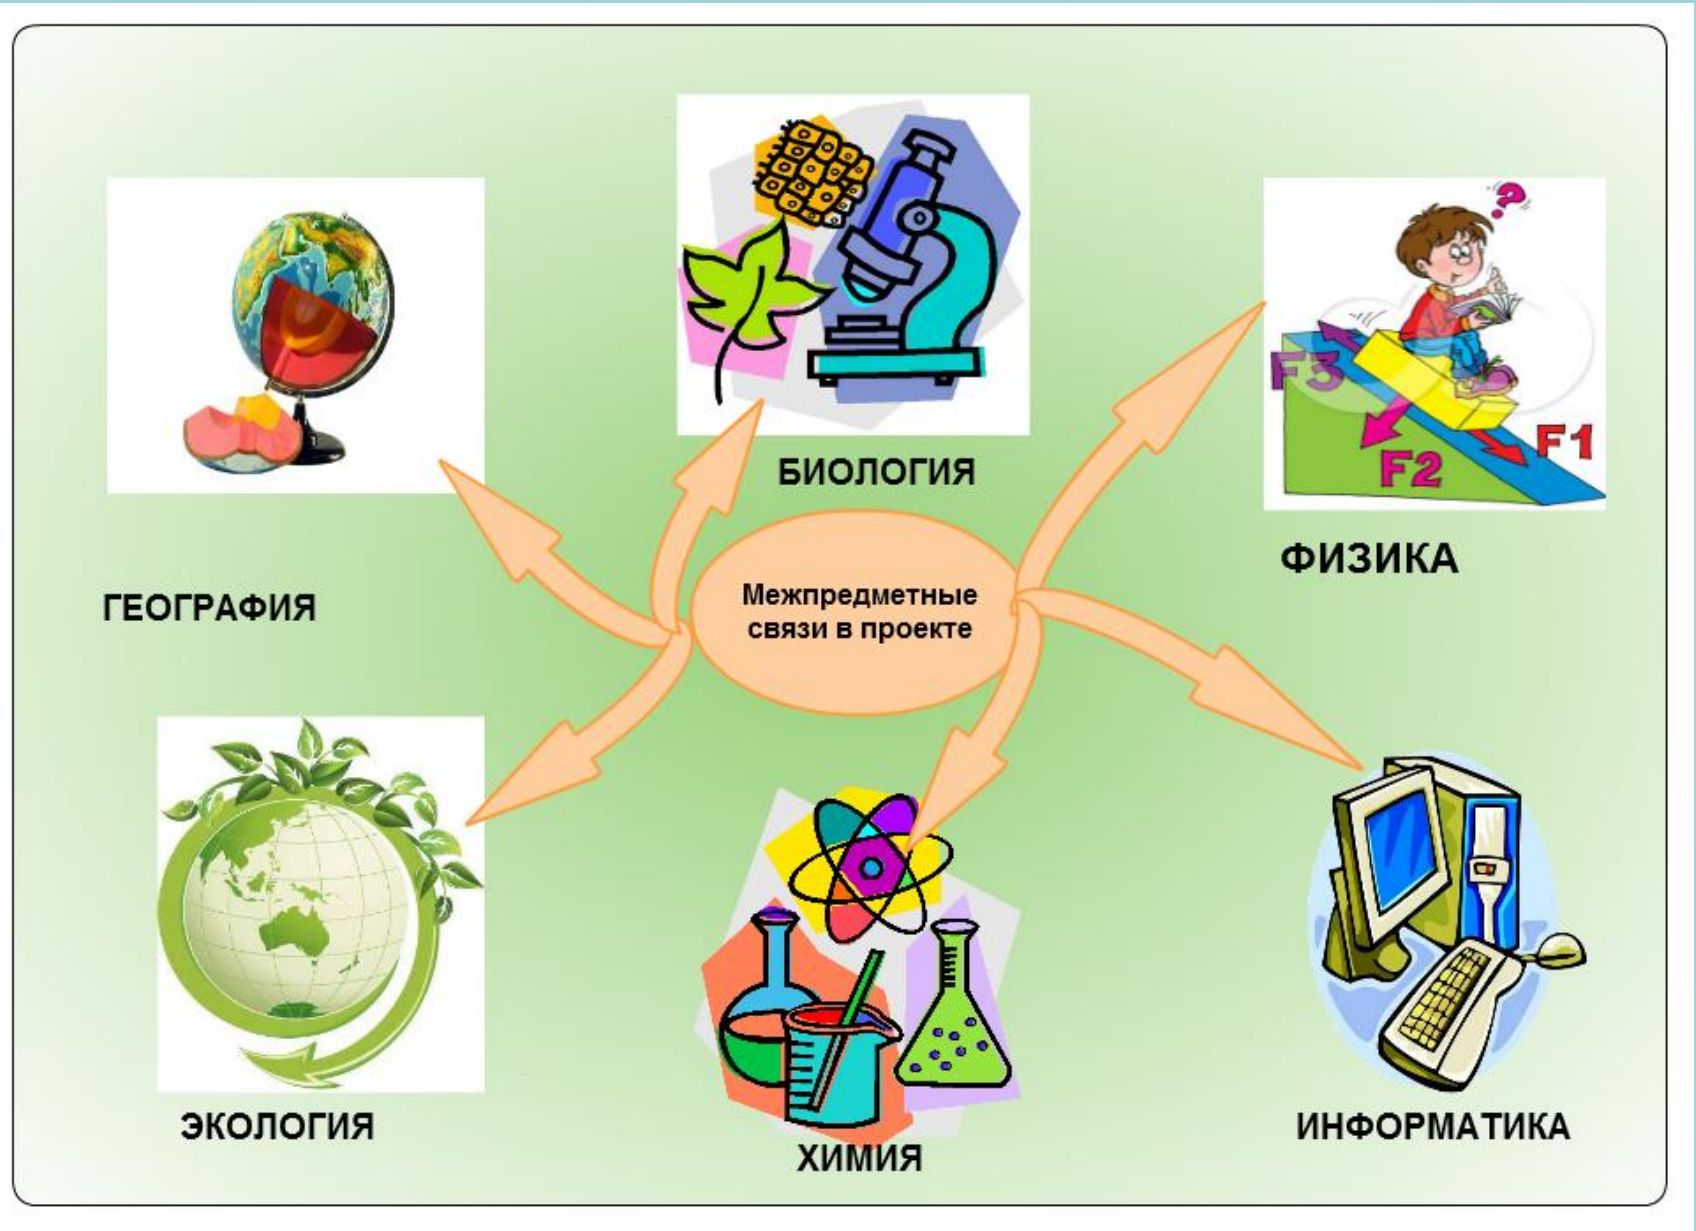 БИОЛОГИЯ
?
F3
F1
F2
ФИЗИКА
Межпредметные
связи в проекте
ГЕОГРАФИЯ
ЭКОЛОГИЯ
ХИМИЯ
ИНФОРМАТИКА